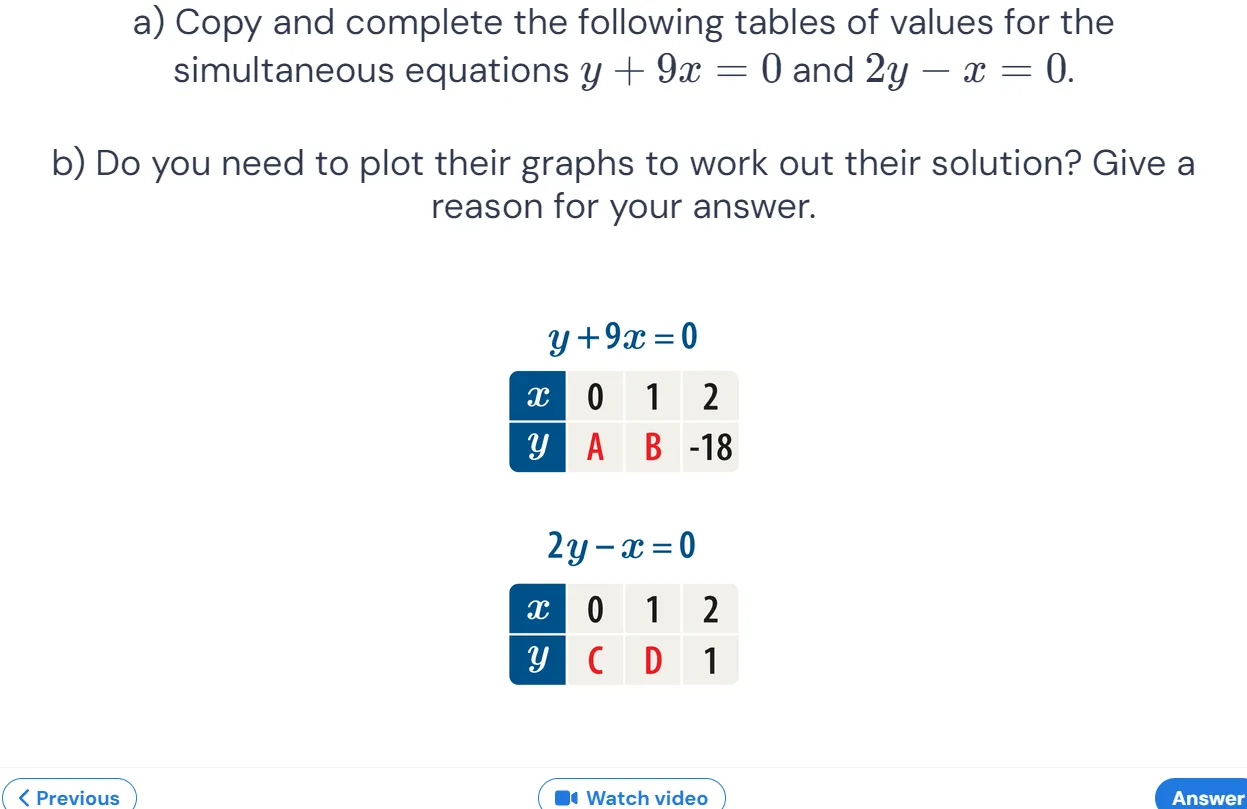 a) Copy and complete the following tables of values for the
simultaneous equations y + 9x = 0 and 2y − x = 0.
b) Do you need to plot their graphs to work out their solution? Give a
reason for your answer.
y + 9x = 0
x 0 1 2
y A B -18
2y − x = 0
x 0 1 2
y C D 1
Previous Watch video Answer